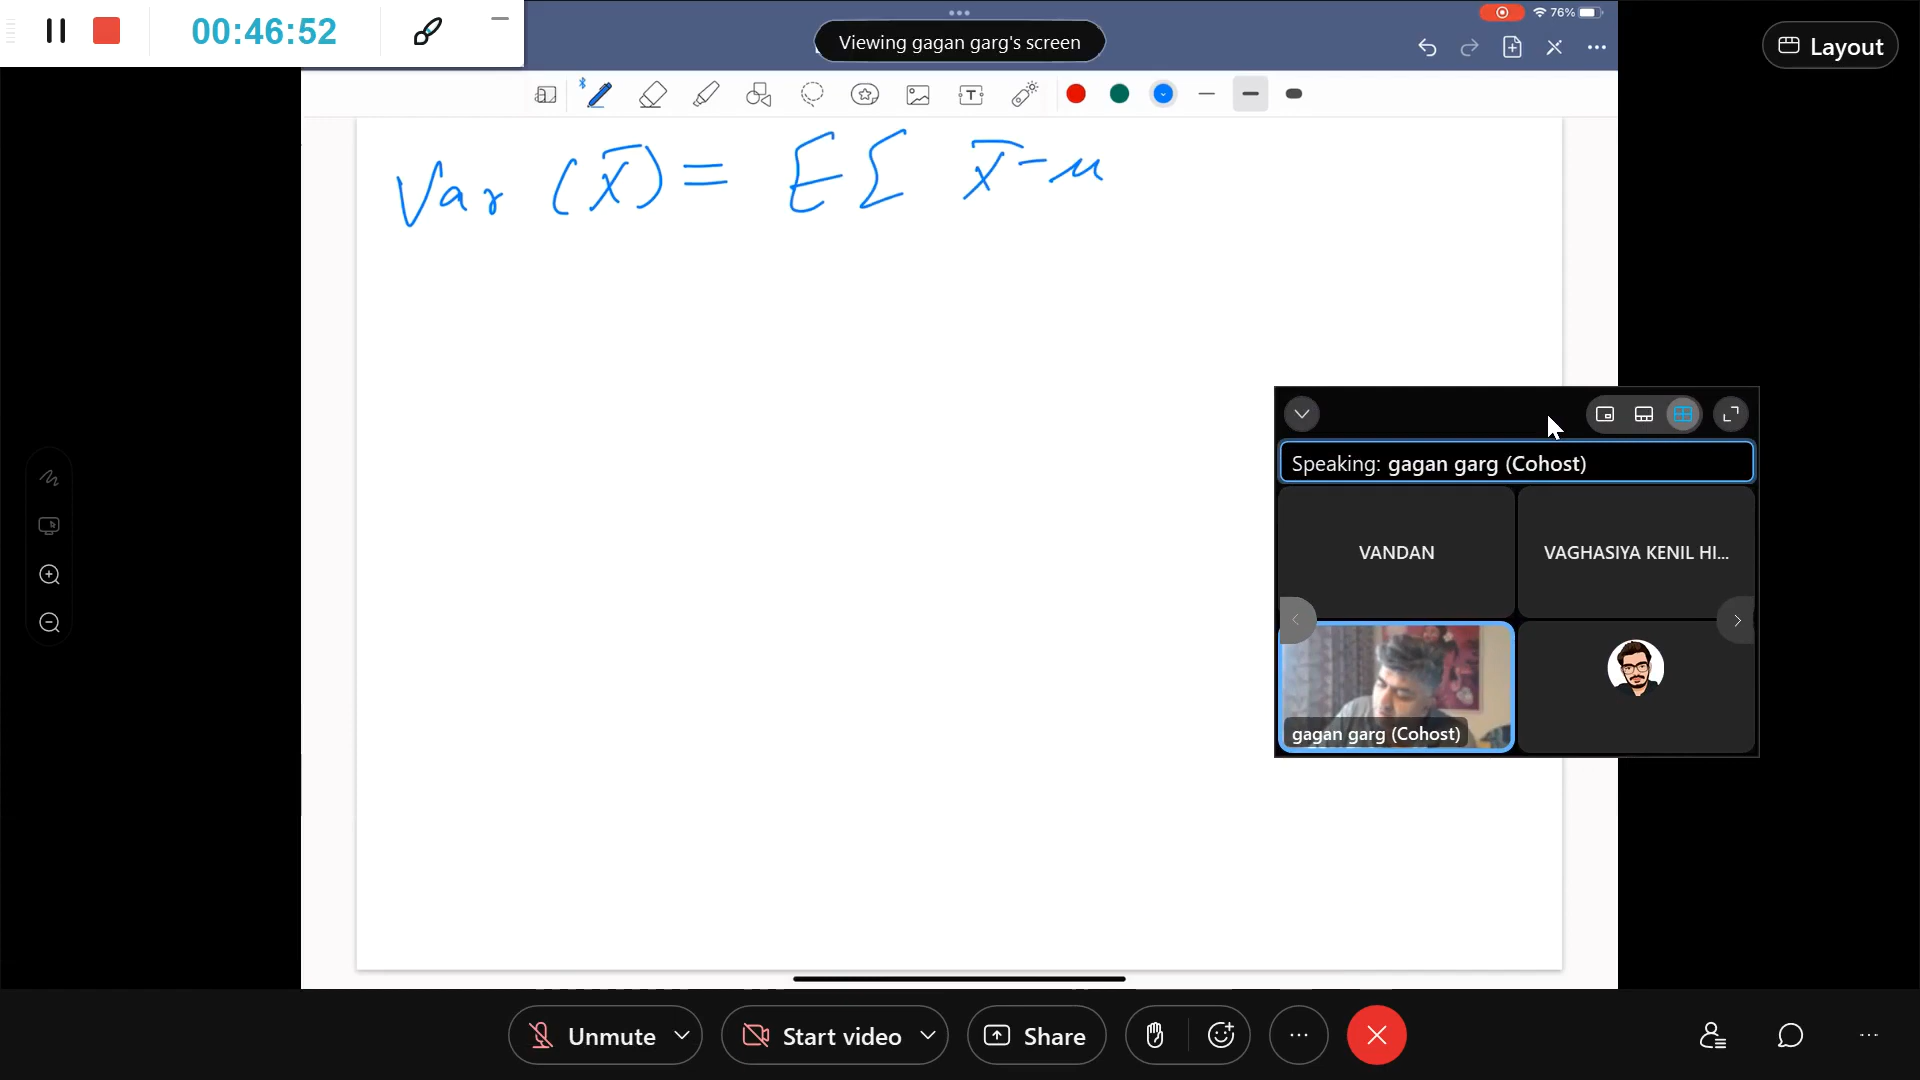 00:46:52
Viewing gagan garg's screen
76%
Layout
Var (x̄) = E[ x̄ - μ
Speaking: gagan garg (Cohost)
VANDAN
VAGHASIYA KENIL HI...
gagan garg (Cohost)
Unmute
Start video
Share